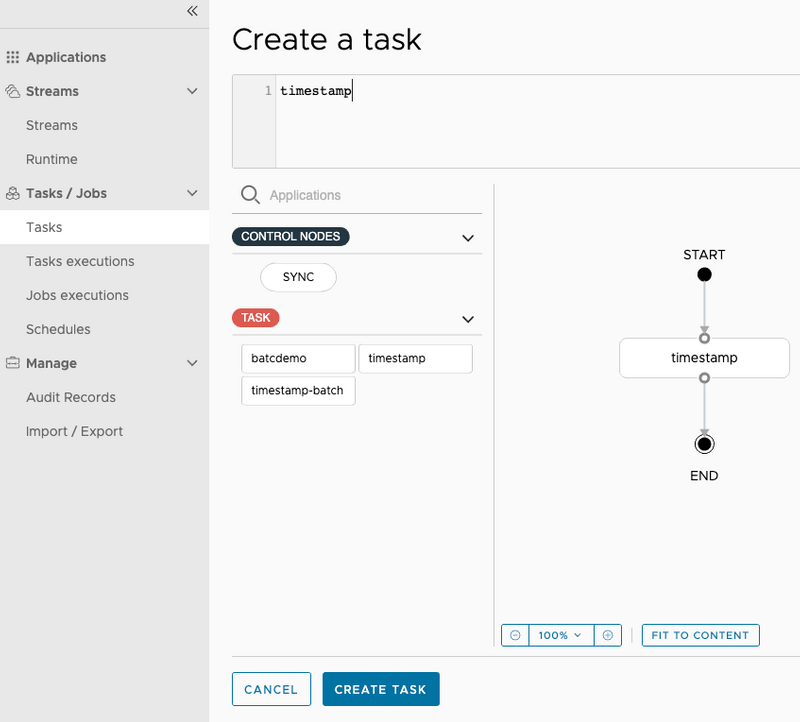 Applications
Streams
Streams
Runtime
Tasks / Jobs
Tasks
Tasks executions
Jobs executions
Schedules
Manage
Audit Records
Import / Export
Create a task
1 timestamp
Applications
CONTROL NODES
SYNC
TASK
batcdemo timestamp
timestamp-batch
START
timestamp
END
100%
FIT TO CONTENT
CANCEL
CREATE TASK